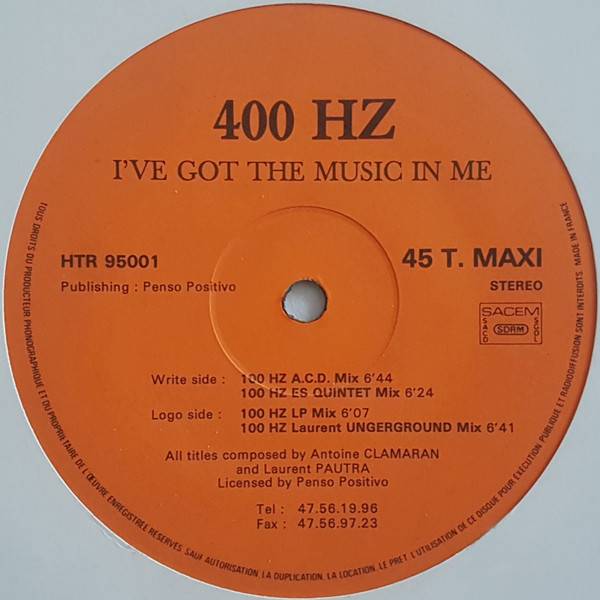 400 HZ
I'VE GOT THE MUSIC IN ME
HTR 95001
45 T. MAXI
Publishing : Penso Positivo
STEREO
SACEM
SACD
SDRM
SGDL
Write side : 100 HZ A.C.D. Mix 6'44
100 HZ ES QUINTET Mix 6'24
Logo side : 100 HZ LP Mix 6'07
100 HZ Laurent UNGERGROUND Mix 6'41
All titles composed by Antoine CLAMARAN
and Laurent PAUTRA
Licensed by Penso Positivo
Tel : 47.56.19.96
Fax : 47.56.97.23
TOUS DROITS DU PRODUCTEUR PHONOGRAPHIQUE ET DU PROPRIETAIRE DE L'ŒUVRE ENREGISTREE RESERVES. SAUF AUTORISATION, LA DUPLICATION, LA LOCATION, LE PRET, L'UTILISATION DE CE DISQUE POUR EXECUTION PUBLIQUE ET RADIODIFFUSION SONT INTERDITS. MADE IN FRANCE